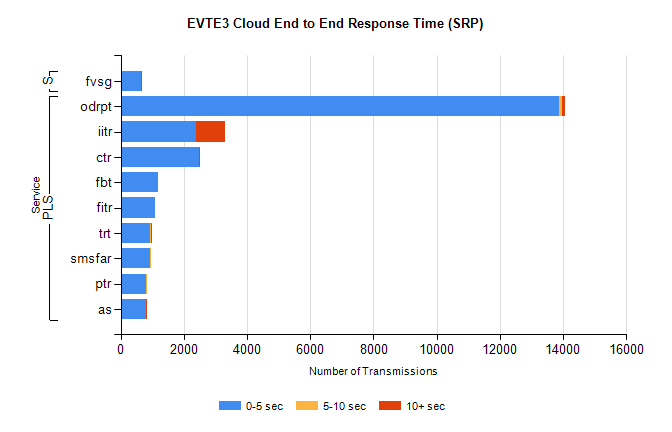 EVTE3 Cloud End to End Response Time (SRP)
Service
S
PLS
fvsg
odrpt
iitr
ctr
fbt
fitr
trt
smsfar
ptr
as
0 2000 4000 6000 8000 10000 12000 14000 16000
Number of Transmissions
0-5 sec 5-10 sec 10+ sec